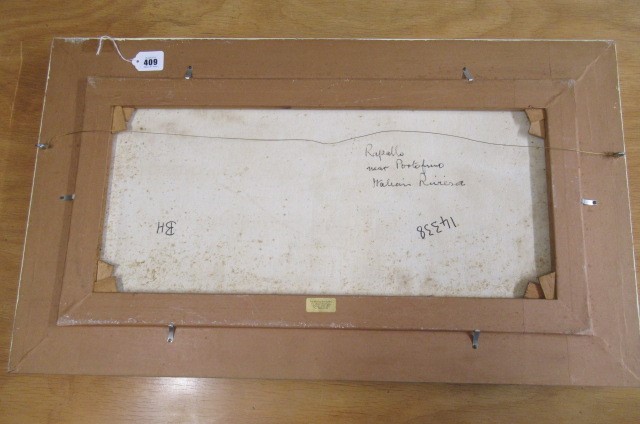 409
Rapallo
near Portofino
Italian Riviera
BH
14338